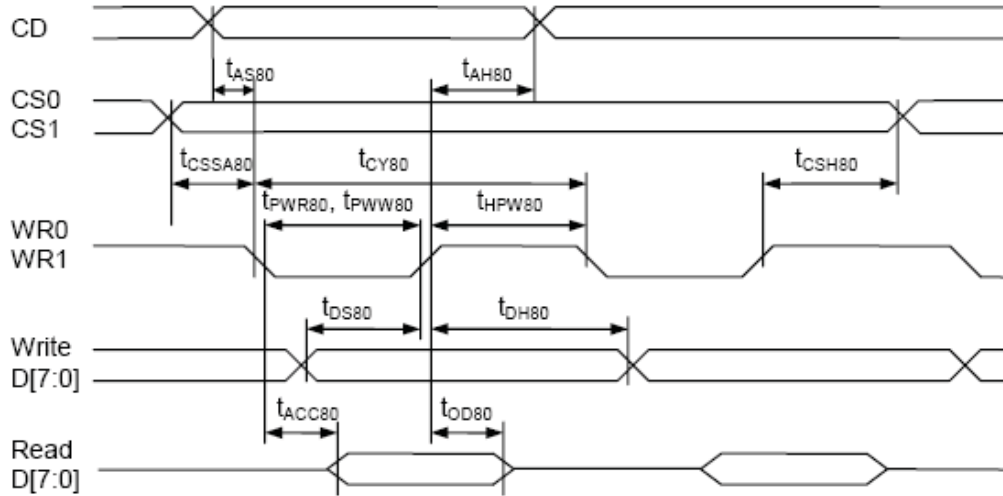 CD
tAS80 tAH80
CS0
CS1
tCSSA80 tCY80 tCSH80
tPWR80, tPWW80 tHPW80
WR0
WR1
tDS80 tDH80
Write
D[7:0]
tACC80 tOD80
Read
D[7:0]